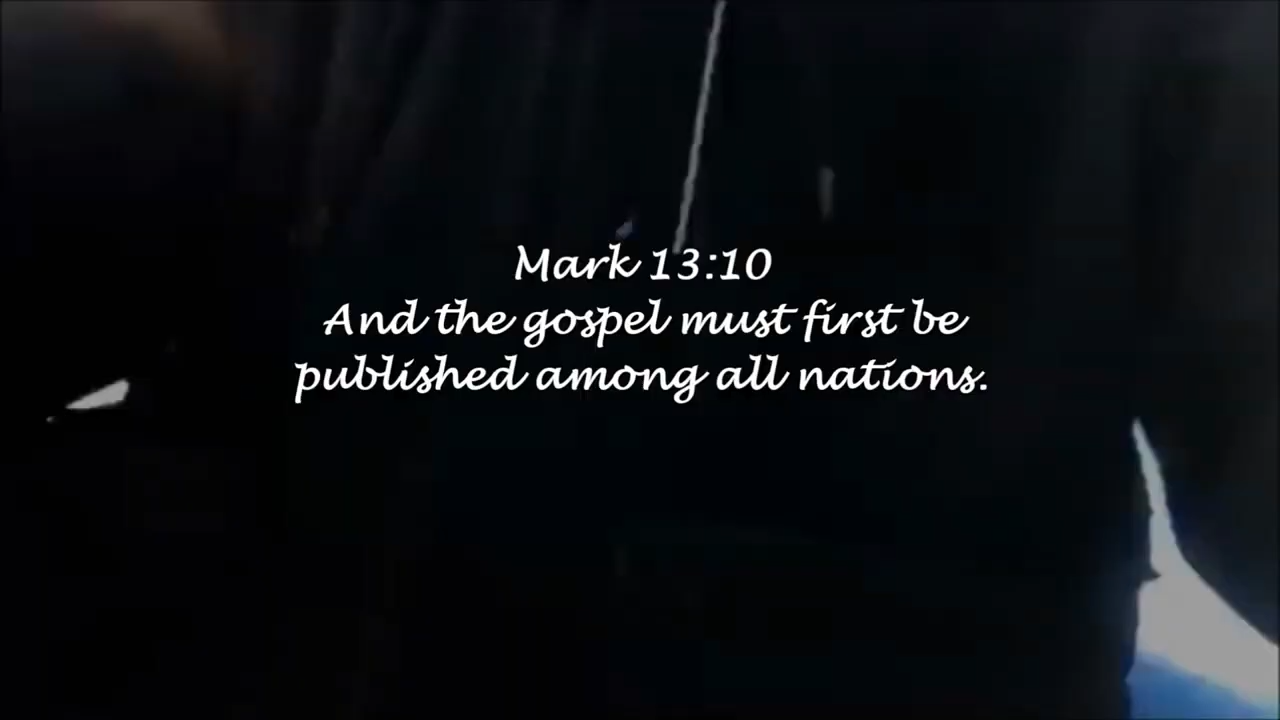 Mark 13:10
And the gospel must first be
published among all nations.